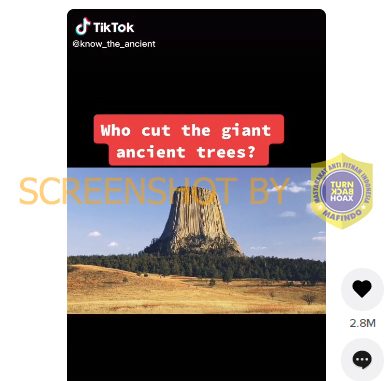 TikTok
@know_the_ancient
Who cut the giant
ancient trees?
SCREENSHOT BY
MASYARAKAT ANTI FITNAH INDONESIA
TURN
BACK
HOAX
MAFINDO
2.8M